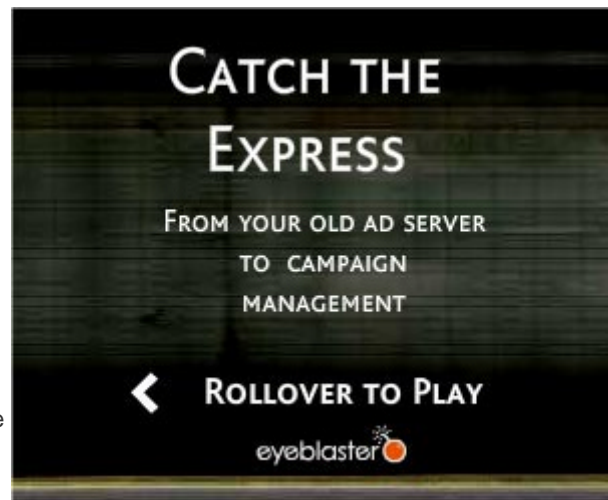 Catch the
Express
From your old ad server
to campaign
management
Rollover to Play
eyeblaster
e